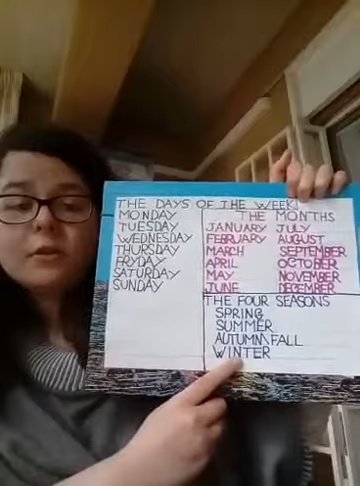 THE DAYS OF THE WEEK
MONDAY
TUESDAY
WEDNESDAY
THURSDAY
FRYDAY
SATURDAY
SUNDAY
THE MONTHS
JANUARY JULY
FEBRUARY AUGUST
MARCH SEPTEMBER
APRIL OCTOBER
MAY NOVEMBER
JUNE DECEMBER
THE FOUR SEASONS
SPRING
SUMMER
AUTUMN FALL
WINTER